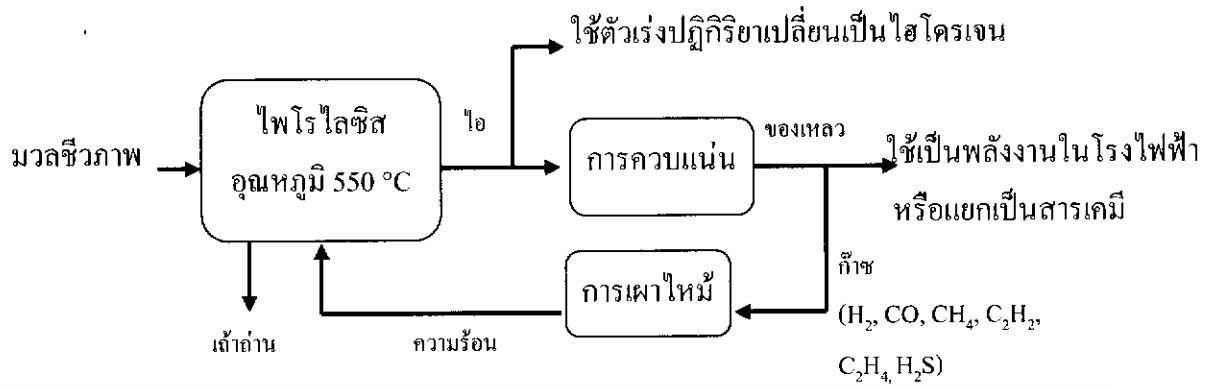 ใช้ตัวเร่งปฏิกิริยาเปลี่ยนเป็นไฮโครเจน
ไพโรไลซิส
อุณหภูมิ 550 °C
มวลชีวภาพ
ไอ
การควบแน่น
ของเหลว
ใช้เป็นพลังงานในโรงไฟฟ้า
หรือแยกเป็นสารเคมี
การเผาไหม้
ก๊าซ
(H₂, CO, CH₄, C₂H₂,
C₂H₄, H₂S)
เถ้าถ่าน
ความร้อน